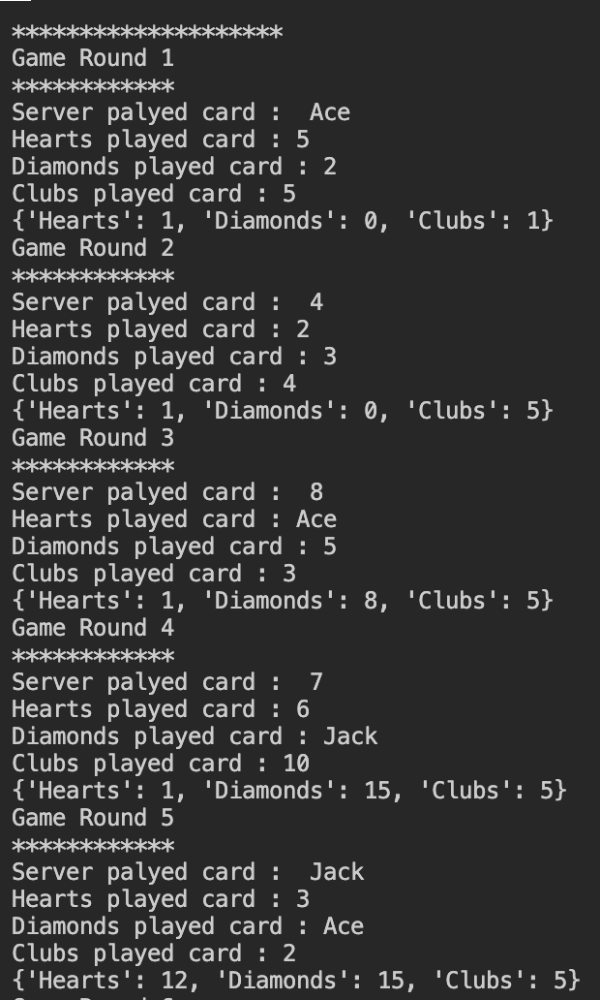 ********************
Game Round 1
************
Server palyed card :  Ace
Hearts played card : 5
Diamonds played card : 2
Clubs played card : 5
{'Hearts': 1, 'Diamonds': 0, 'Clubs': 1}
Game Round 2
************
Server palyed card :  4
Hearts played card : 2
Diamonds played card : 3
Clubs played card : 4
{'Hearts': 1, 'Diamonds': 0, 'Clubs': 5}
Game Round 3
************
Server palyed card :  8
Hearts played card : Ace
Diamonds played card : 5
Clubs played card : 3
{'Hearts': 1, 'Diamonds': 8, 'Clubs': 5}
Game Round 4
************
Server palyed card :  7
Hearts played card : 6
Diamonds played card : Jack
Clubs played card : 10
{'Hearts': 1, 'Diamonds': 15, 'Clubs': 5}
Game Round 5
************
Server palyed card :  Jack
Hearts played card : 3
Diamonds played card : Ace
Clubs played card : 2
{'Hearts': 12, 'Diamonds': 15, 'Clubs': 5}